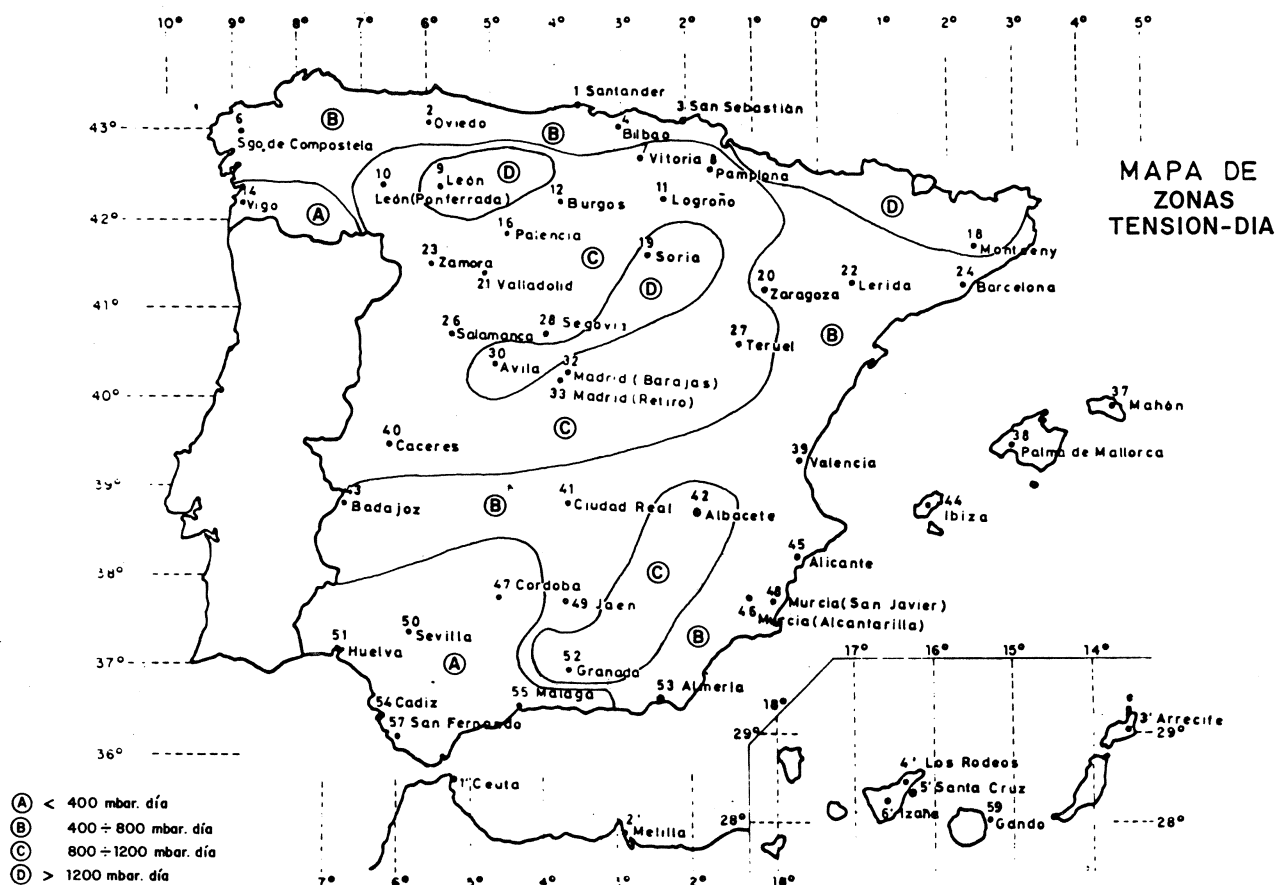 10° 9° 8° 7° 6° 5° 4° 3° 2° 1° 0° 1° 2° 3° 4° 5°
MAPA DE
ZONAS
TENSION-DIA
1 Santander
2
Oviedo
3 San Sebastián
4
Bilbao
6
Sgo. de Compostela
B
B
43°
Vitoria
8
Pamplona
9
León
D
10
León (Ponferrada)
12
Burgos
11
Logroño
D
14
Vigo
A
42°
16
Palencia
18
Montseny
19
Soria
C
23
Zamora
21 Valladolid
D
20
Zaragoza
22
Lerida
24
Barcelona
41°
26
Salamanca
28 Segovia
27
Teruel
B
30
Avila
32
Madrid (Barajas)
33 Madrid (Retiro)
40°
37
Mahón
C
40
Caceres
38
Palma de Mallorca
39
Valencia
39°
43
Badajoz
B
41
Ciudad Real
42
Albacete
44
Ibiza
45
Alicante
38°
C
47 Cordoba
49 Jaen
48
Murcia (San Javier)
46
Murcia (Alcantarilla)
50
Sevilla
51
Huelva
B
37°
A
52
Granada
53 Almería
54 Cadiz
55 Malaga
57 San Fernando
36°
17° 16° 15° 14°
18°
29°
3' Arrecife
29°
4' Los Rodeos
5' Santa Cruz
6' Izaña
59
Gando
28°
28°
1' Ceuta
2'
Melilla
A < 400 mbar. día
B 400 ÷ 800 mbar. día
C 800 ÷ 1200 mbar. día
D > 1200 mbar. día
7° 6° 5° 4° 3° 2° 1° 2° 18° 17° 16° 15° 14°